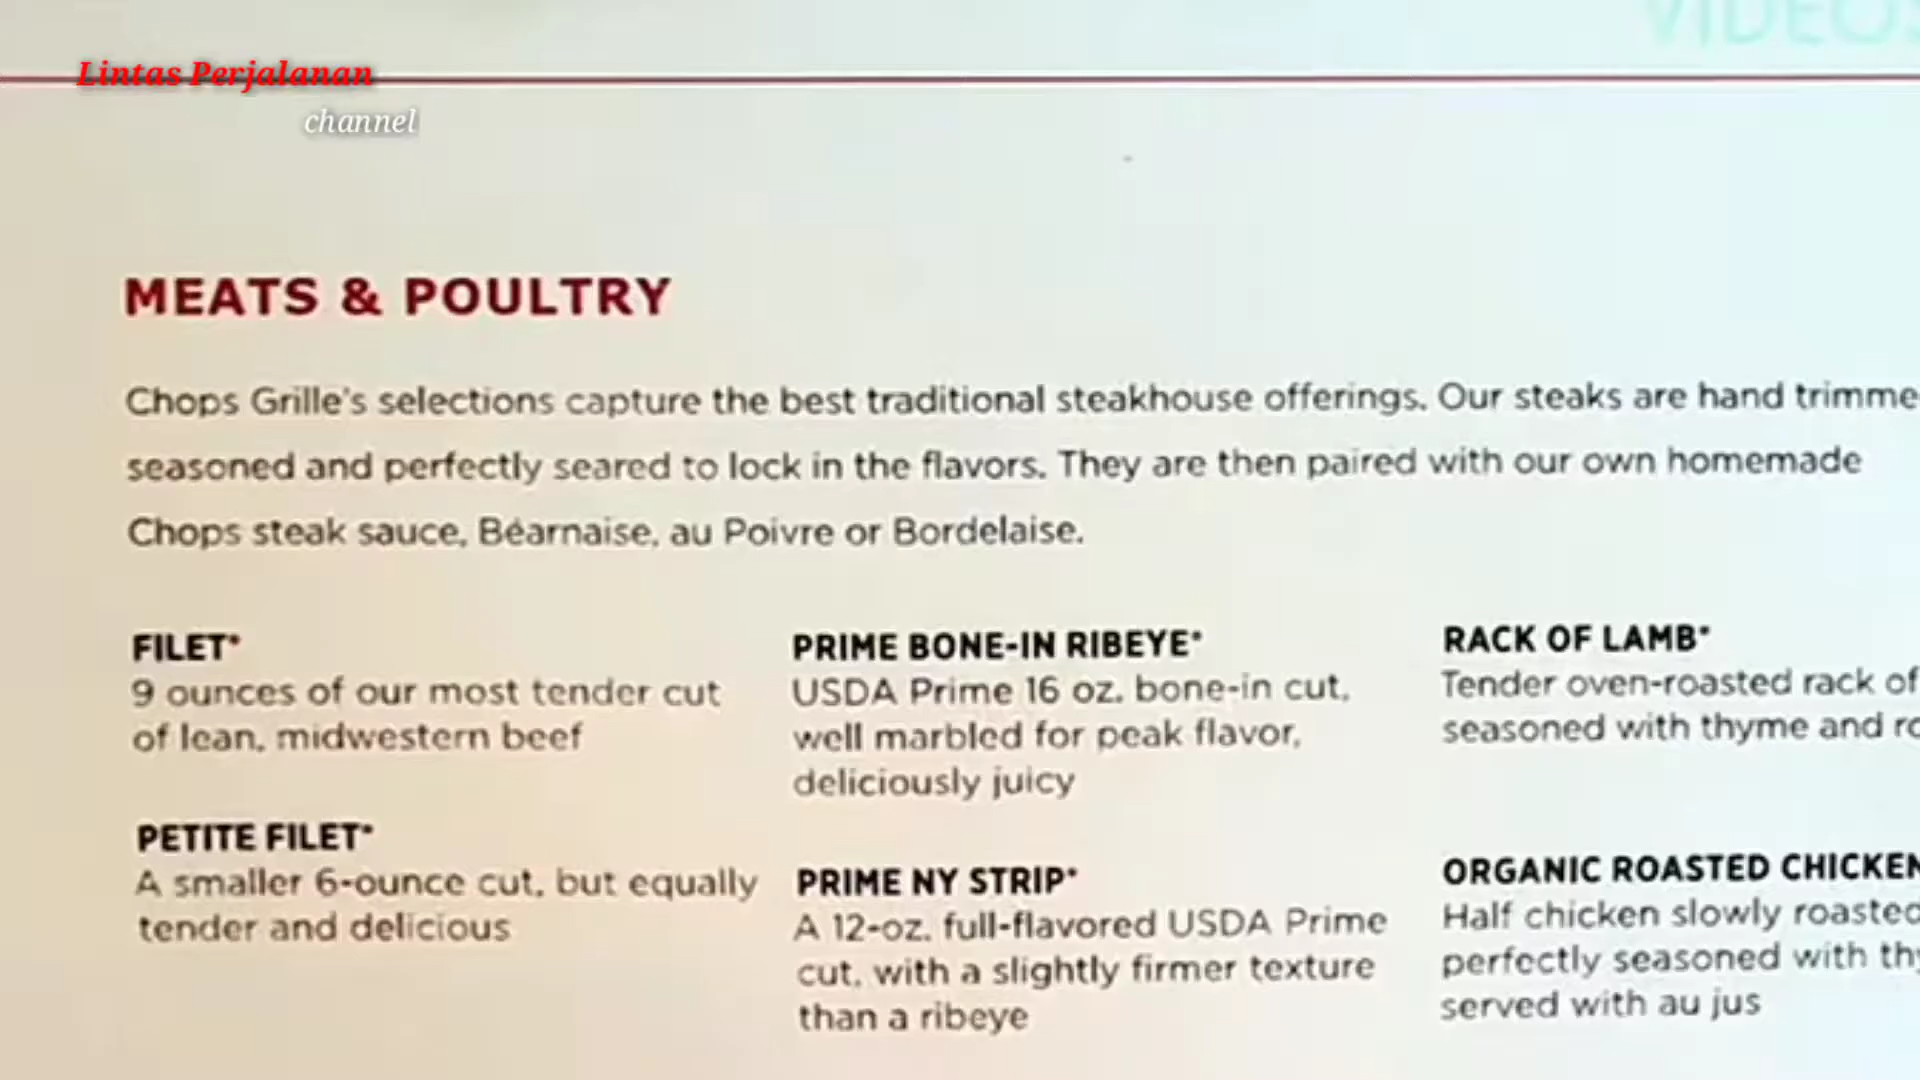 VIDEOS
Lintas Perjalanan
channel
MEATS & POULTRY
Chops Grille's selections capture the best traditional steakhouse offerings. Our steaks are hand trimme
seasoned and perfectly seared to lock in the flavors. They are then paired with our own homemade
Chops steak sauce, Béarnaise, au Poivre or Bordelaise.
FILET*
9 ounces of our most tender cut
of lean, midwestern beef
PETITE FILET*
A smaller 6-ounce cut, but equally
tender and delicious
PRIME BONE-IN RIBEYE*
USDA Prime 16 oz. bone-in cut,
well marbled for peak flavor,
deliciously juicy
PRIME NY STRIP*
A 12-oz. full-flavored USDA Prime
cut, with a slightly firmer texture
than a ribeye
RACK OF LAMB*
Tender oven-roasted rack of
seasoned with thyme and
ORGANIC ROASTED CHICKEN
Half chicken slowly roasted
perfectly seasoned with
served with au jus